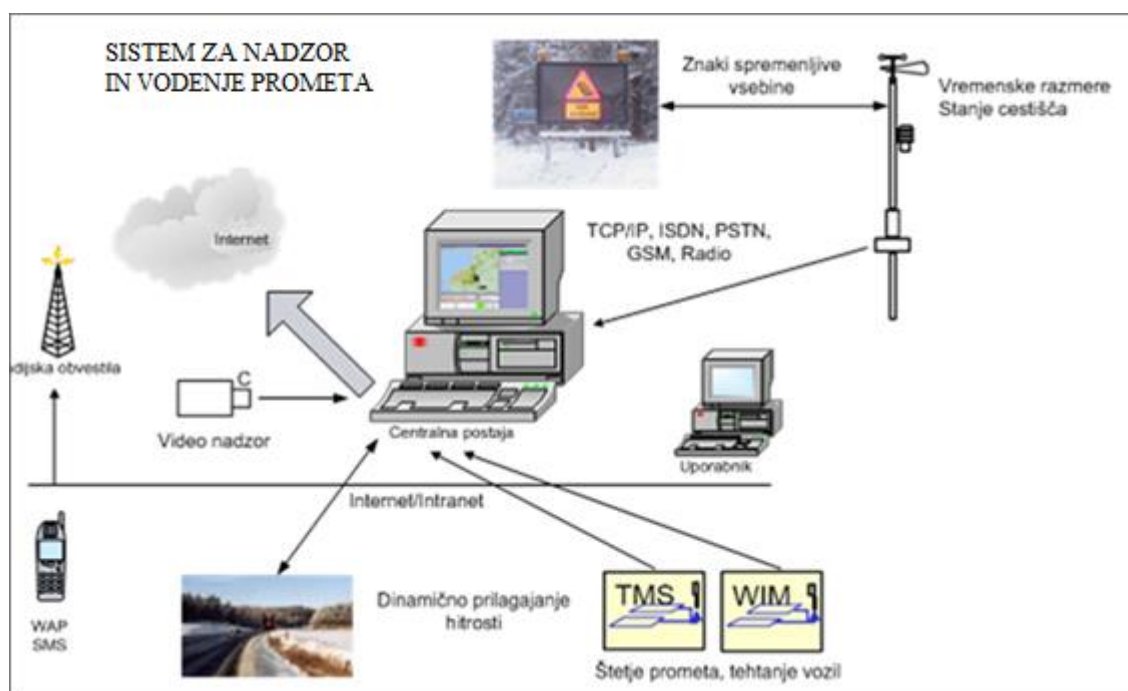 SISTEM ZA NADZOR
IN VODENJE PROMETA
Znaki spremenljive
vsebine
Vremenske razmere
Stanje cestišča
Internet
TCP/IP, ISDN, PSTN,
GSM, Radio
dijska obvestila
C
Video nadzor
Centralna postaja
Uporabnik
Internet/Intranet
WAP
SMS
Dinamično prilagajanje
hitrosti
TMS
WIM
Štetje prometa, tehtanje vozil